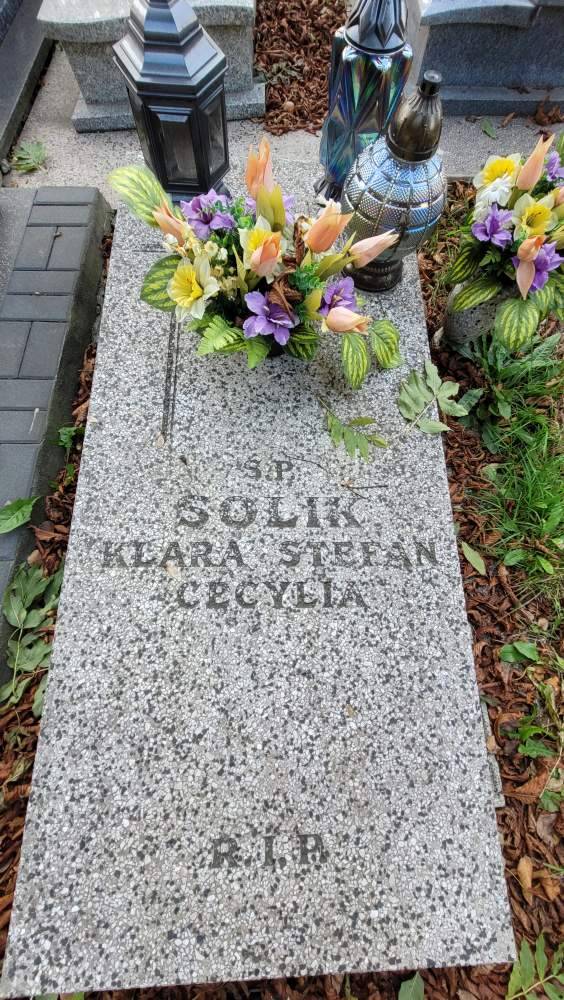 Ś.P.
SOLIK
KLARA STEFAN
CECYLIA
R.I.P.